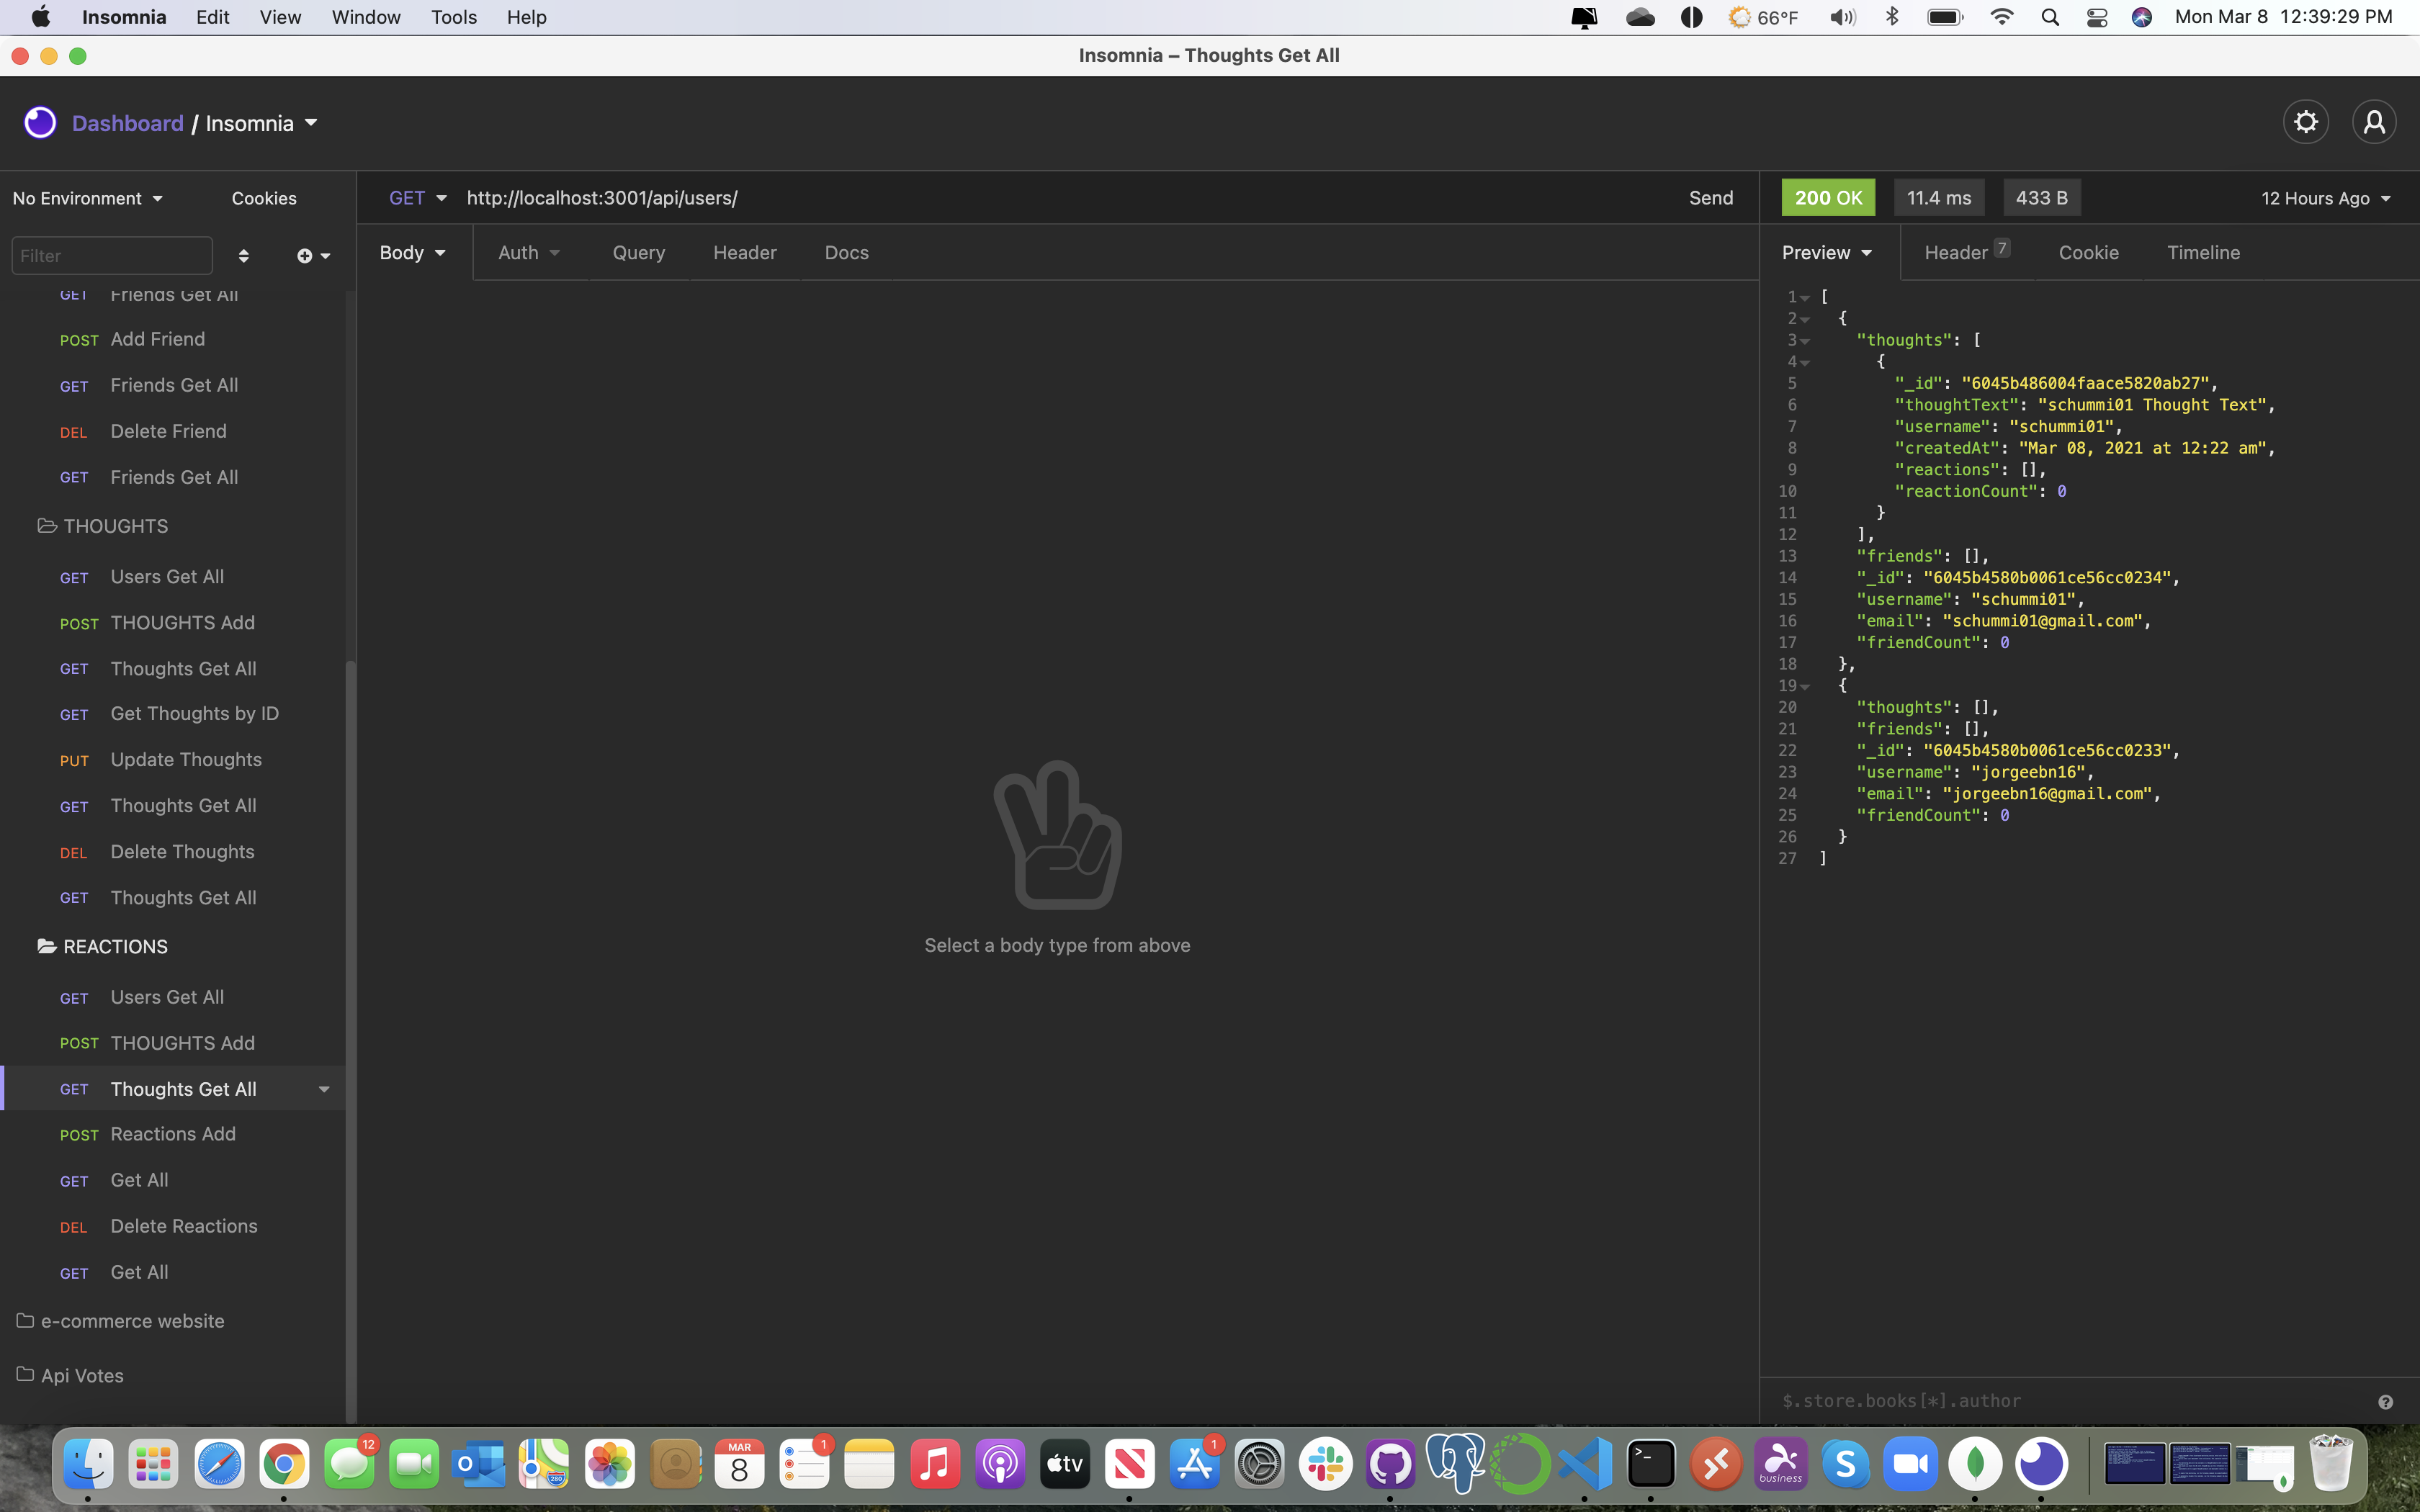 Insomnia Edit View Window Tools Help 66°F Mon Mar 8 12:39:29 PM
Insomnia – Thoughts Get All
Dashboard / Insomnia
No Environment Cookies
Filter
GET Friends Get All
POST Add Friend
GET Friends Get All
DEL Delete Friend
GET Friends Get All
THOUGHTS
GET Users Get All
POST THOUGHTS Add
GET Thoughts Get All
GET Get Thoughts by ID
PUT Update Thoughts
GET Thoughts Get All
DEL Delete Thoughts
GET Thoughts Get All
REACTIONS
GET Users Get All
POST THOUGHTS Add
GET Thoughts Get All
POST Reactions Add
GET Get All
DEL Delete Reactions
GET Get All
e-commerce website
Api Votes
GET http://localhost:3001/api/users/ Send
Body Auth Query Header Docs
Select a body type from above
200 OK 11.4 ms 433 B 12 Hours Ago
Preview Header 7 Cookie Timeline
1 [
2 {
3 "thoughts": [
4 {
5 "_id": "6045b486004faace5820ab27",
6 "thoughtText": "schummi01 Thought Text",
7 "username": "schummi01",
8 "createdAt": "Mar 08, 2021 at 12:22 am",
9 "reactions": [],
10 "reactionCount": 0
11 }
12 ],
13 "friends": [],
14 "_id": "6045b4580b0061ce56cc0234",
15 "username": "schummi01",
16 "email": "schummi01@gmail.com",
17 "friendCount": 0
18 },
19 {
20 "thoughts": [],
21 "friends": [],
22 "_id": "6045b4580b0061ce56cc0233",
23 "username": "jorgeebn16",
24 "email": "jorgeebn16@gmail.com",
25 "friendCount": 0
26 }
27 ]
$.store.books[*].author
12 MAR 8 1 tv 1 business
280